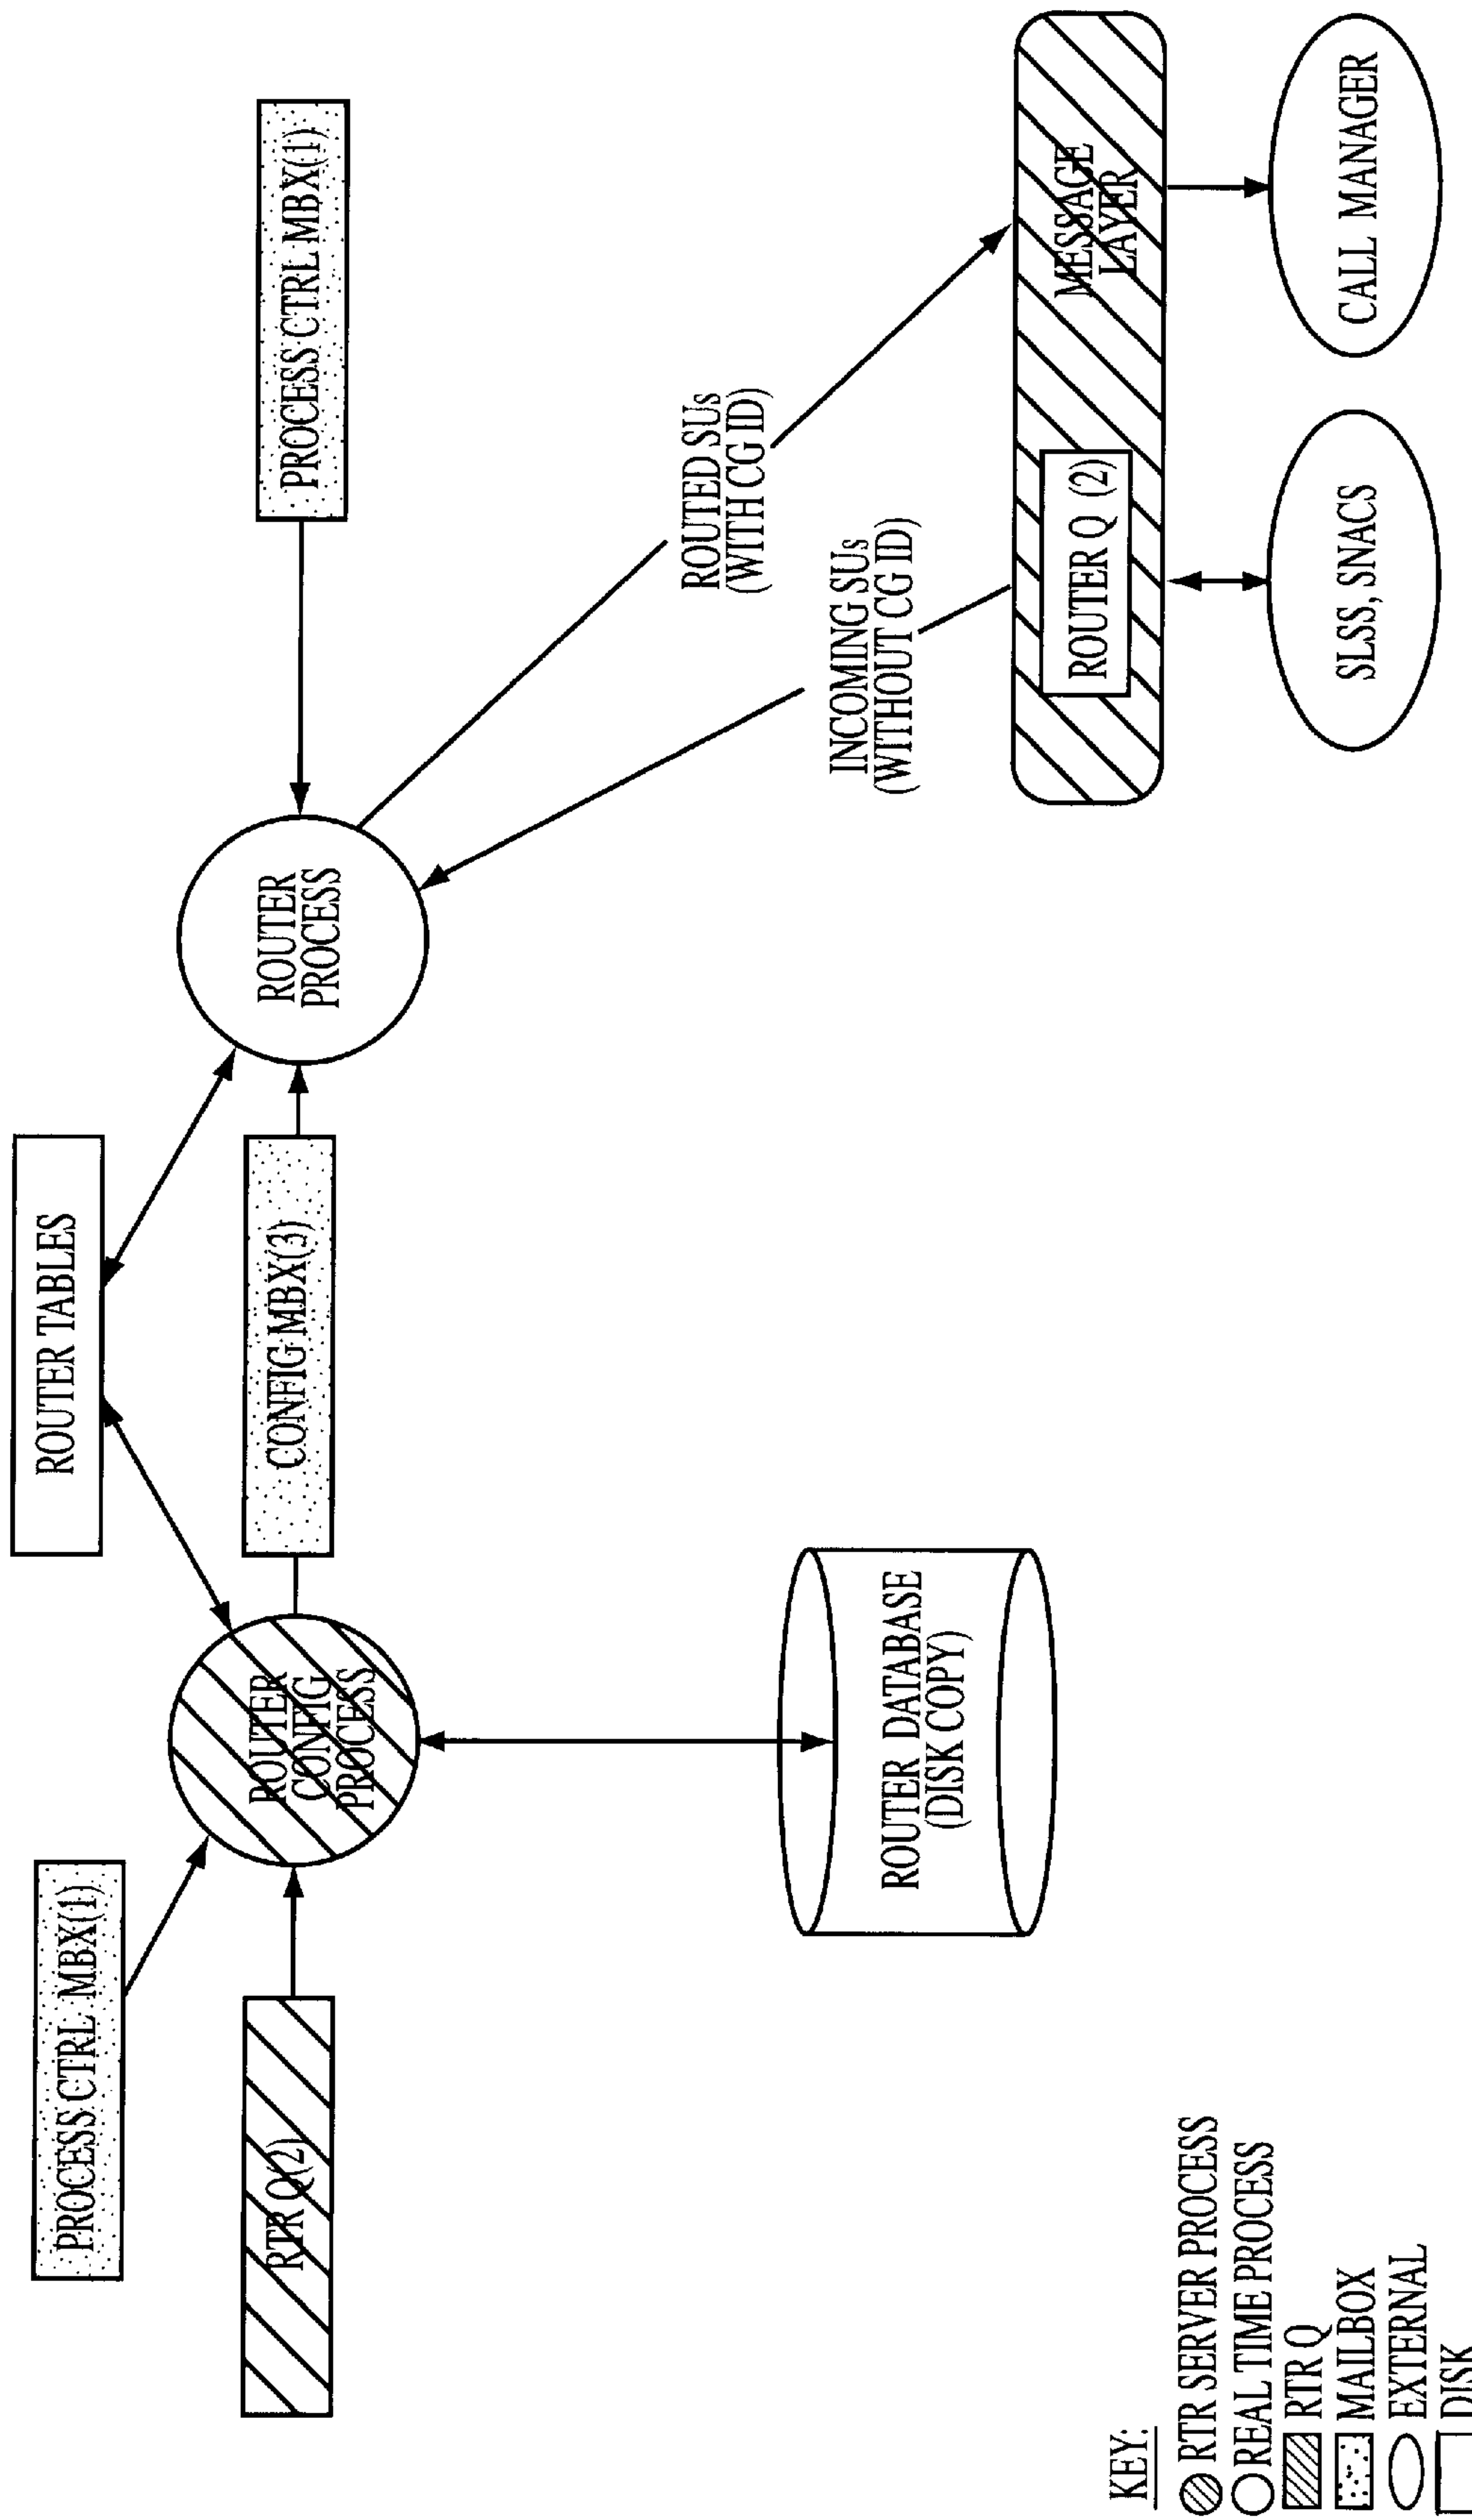 PROCESS CTRL MBX(1)
RTR Q(2)
ROUTER
CONFIG
PROCESS
ROUTER TABLES
CONFIG MBX(3)
ROUTER
PROCESS
PROCESS CTRL MBX(1)
ROUTER DATABASE
(DISK COPY)
ROUTED SUs
(WITH CG ID)
INCOMING SUs
(WITHOUT CG ID)
ROUTER Q (2)
MESSAGE
LAYER
SLSS, SNACS
CALL MANAGER
KEY:
RTR SERVER PROCESS
REAL TIME PROCESS
RTR Q
MAILBOX
EXTERNAL
DISK